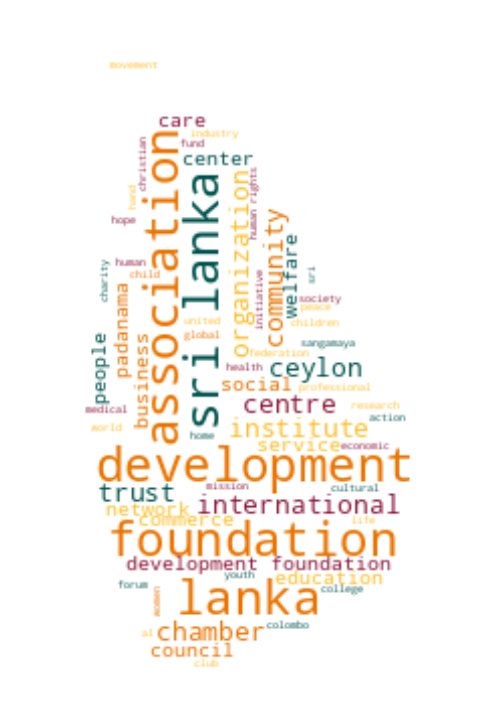 movement
care
industry
fund
christian
association
center
sri lanka
human rights
hand
organization
hope
community
welfare
human
child
charity
sri
initiative
society
peace
padanama
united
children
global
business
people
sangamaya
federation
health
ceylon
social
professional
medical
centre
research
action
world
home
institute
service
economic
development
trust
mission
cultural
international
network
commerce
life
foundation
development foundation
youth
education
forum
college
women
lanka
colombo
al
chamber
council
club